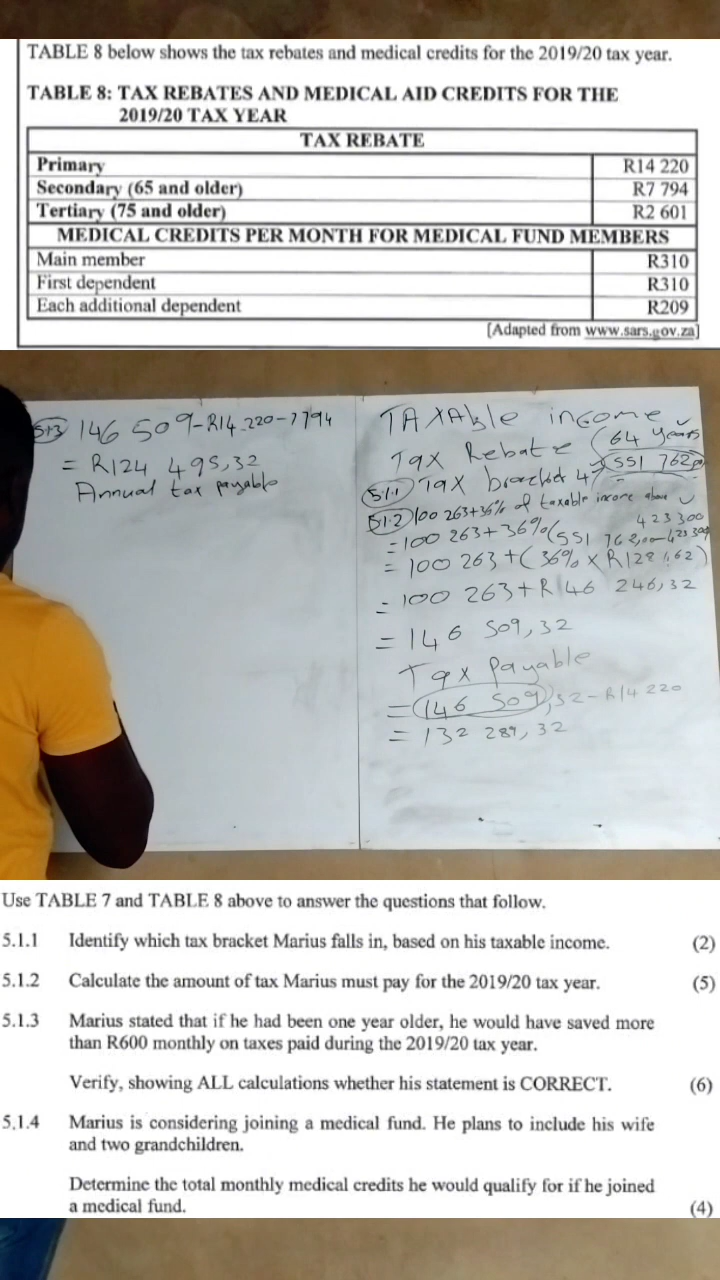 TABLE 8 below shows the tax rebates and medical credits for the 2019/20 tax year.
TABLE 8: TAX REBATES AND MEDICAL AID CREDITS FOR THE
2019/20 TAX YEAR
TAX REBATE
Primary R14 220
Secondary (65 and older) R7 794
Tertiary (75 and older) R2 601
MEDICAL CREDITS PER MONTH FOR MEDICAL FUND MEMBERS
Main member R310
First dependent R310
Each additional dependent R209
[Adapted from www.sars.gov.za]
5.1.3 146 509-R14 220-7794
= R124 495,32
Annual tax payable
TAXAble income
Tax Rebate (64 years
5.1.1 Tax bracket 4 551 762
5.1.2 100 263+36% of taxable income above
423 300
= 100 263+36% (551 762,00-423 300
= 100 263+(36% x R128 462)
= 100 263+R 46 246,32
= 146 509,32
Tax Payable
= 146 509,32-R14 220
= 132 289,32
Use TABLE 7 and TABLE 8 above to answer the questions that follow.
5.1.1 Identify which tax bracket Marius falls in, based on his taxable income. (2)
5.1.2 Calculate the amount of tax Marius must pay for the 2019/20 tax year. (5)
5.1.3 Marius stated that if he had been one year older, he would have saved more
than R600 monthly on taxes paid during the 2019/20 tax year.
Verify, showing ALL calculations whether his statement is CORRECT. (6)
5.1.4 Marius is considering joining a medical fund. He plans to include his wife
and two grandchildren.
Determine the total monthly medical credits he would qualify for if he joined
a medical fund. (4)